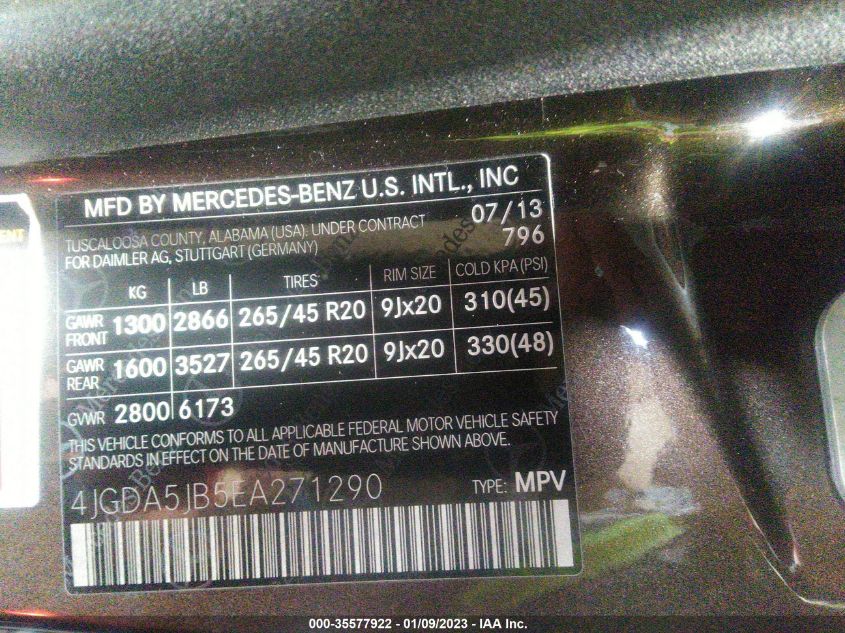 ENT
MFD BY MERCEDES-BENZ U.S. INTL., INC
TUSCALOOSA COUNTY, ALABAMA (USA). UNDER CONTRACT 07/13
FOR DAIMLER AG, STUTTGART (GERMANY) 796
KG LB TIRES RIM SIZE COLD KPA (PSI)
GAWR FRONT 1300 2866 265/45 R20 9Jx20 310(45)
GAWR REAR 1600 3527 265/45 R20 9Jx20 330(48)
GVWR 2800 6173
THIS VEHICLE CONFORMS TO ALL APPLICABLE FEDERAL MOTOR VEHICLE SAFETY
STANDARDS IN EFFECT ON THE DATE OF MANUFACTURE SHOWN ABOVE.
4JGDA5JB5EA271290 TYPE: MPV
000-35577922 - 01/09/2023 - IAA Inc.